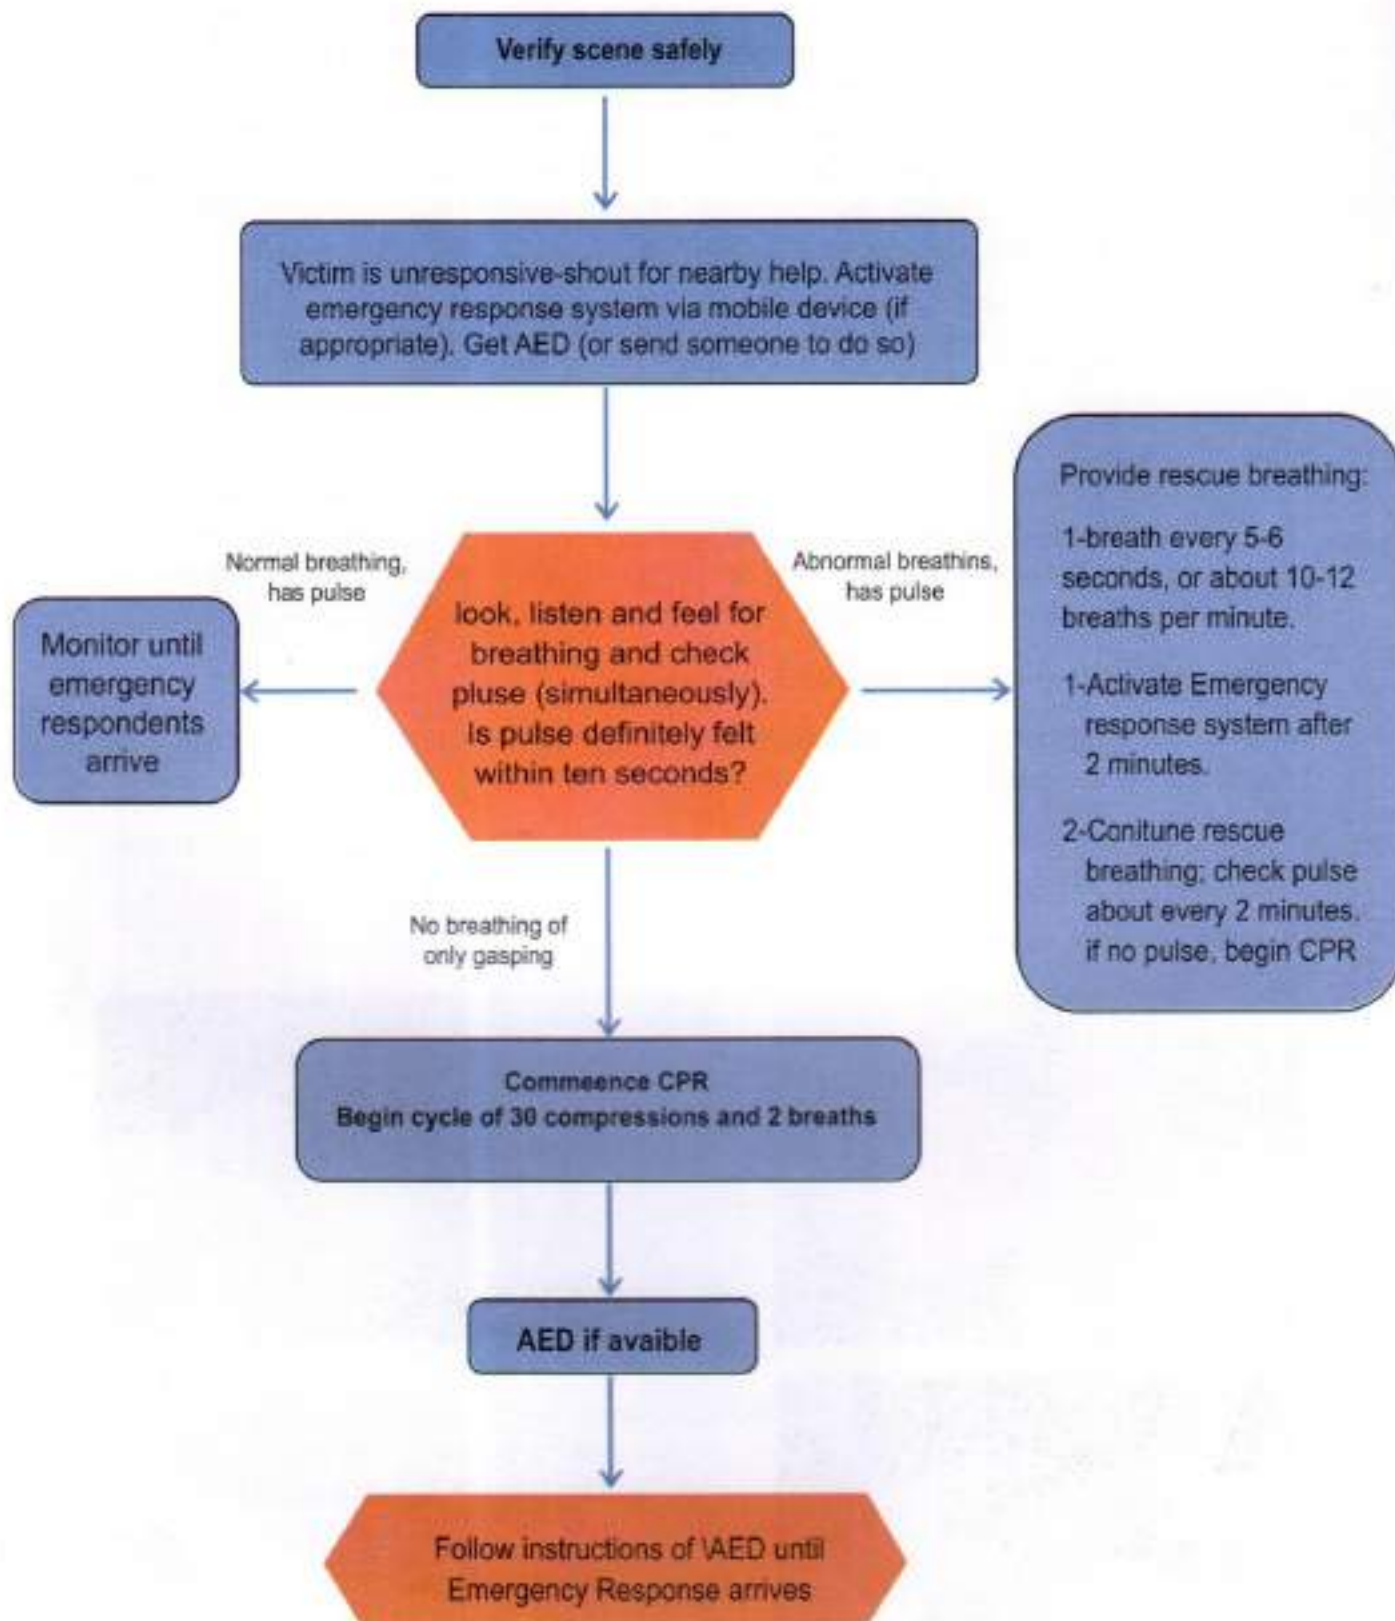 Verify scene safely
Victim is unresponsive-shout for nearby help. Activate
emergency response system via mobile device (if
appropriate). Get AED (or send someone to do so)
Normal breathing,
has pulse
Abnormal breathins,
has pulse
look, listen and feel for
breathing and check
pluse (simultaneously).
Is pulse definitely felt
within ten seconds?
Monitor until
emergency
respondents
arrive
Provide rescue breathing:
1-breath every 5-6
seconds, or about 10-12
breaths per minute.
1-Activate Emergency
response system after
2 minutes.
2-Conitune rescue
breathing; check pulse
about every 2 minutes.
if no pulse, begin CPR
No breathing of
only gasping
Commeence CPR
Begin cycle of 30 compressions and 2 breaths
AED if avaible
Follow instructions of \AED until
Emergency Response arrives